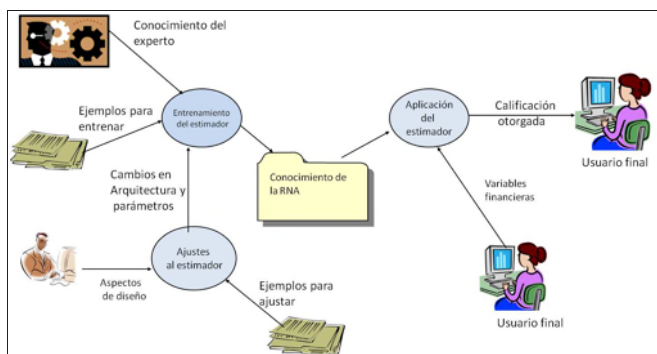 Conocimiento del
experto
Ejemplos para
entrenar
Entrenamiento
del estimador
Cambios en
Arquitectura y
parámetros
Conocimiento de
la RNA
Aplicación
del
estimador
Calificación
otorgada
Usuario final
Variables
financieras
Usuario final
Ajustes
al estimador
Aspectos
de diseño
Ejemplos para
ajustar